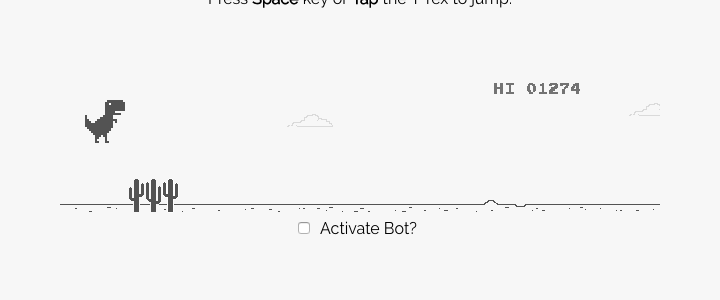 Press Space key or Tap the T-rex to jump.
HI 01274
Activate Bot?